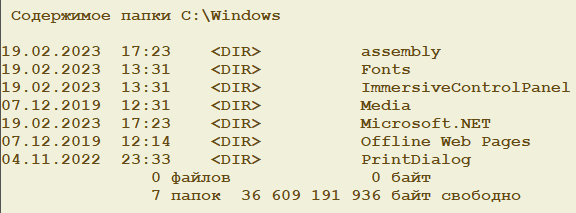 Содержимое папки C:\Windows
19.02.2023 17:23 <DIR> assembly
19.02.2023 13:31 <DIR> Fonts
19.02.2023 13:31 <DIR> ImmersiveControlPanel
07.12.2019 12:31 <DIR> Media
19.02.2023 17:23 <DIR> Microsoft.NET
07.12.2019 12:14 <DIR> Offline Web Pages
04.11.2022 23:33 <DIR> PrintDialog
0 файлов 0 байт
7 папок 36 609 191 936 байт свободно